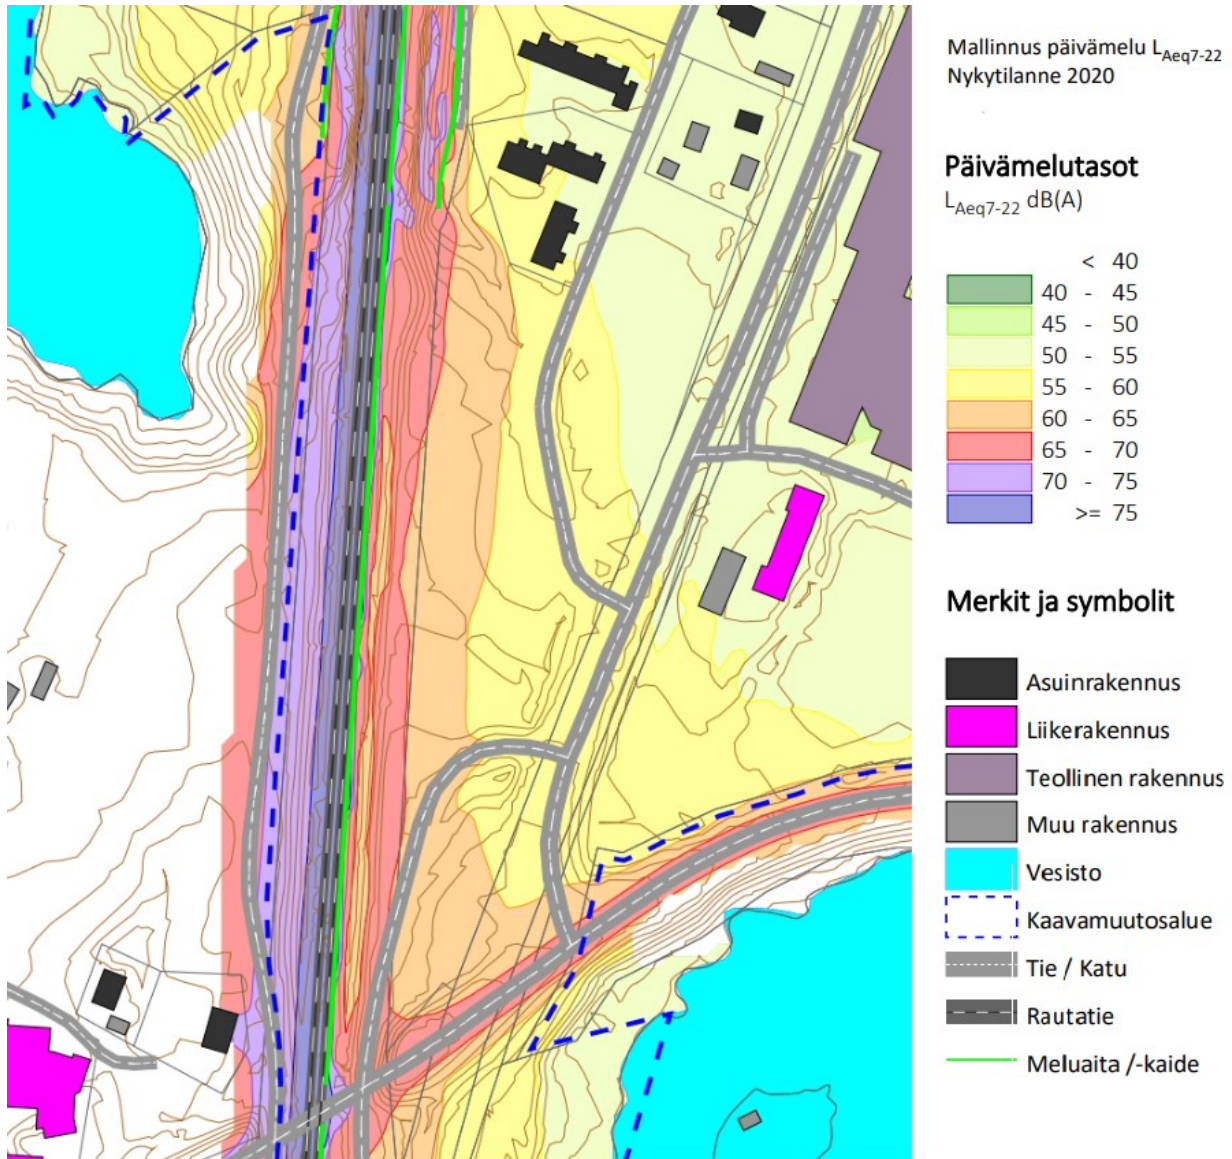 Mallinnus päivämelu LAeq7-22
Nykytilanne 2020
Päivämelutasot
LAeq7-22 dB(A)
< 40
40 - 45
45 - 50
50 - 55
55 - 60
60 - 65
65 - 70
70 - 75
>= 75
Merkit ja symbolit
Asuinrakennus
Liikerakennus
Teollinen rakennus
Muu rakennus
Vesisto
Kaavamuutosalue
Tie / Katu
Rautatie
Meluaita /-kaide